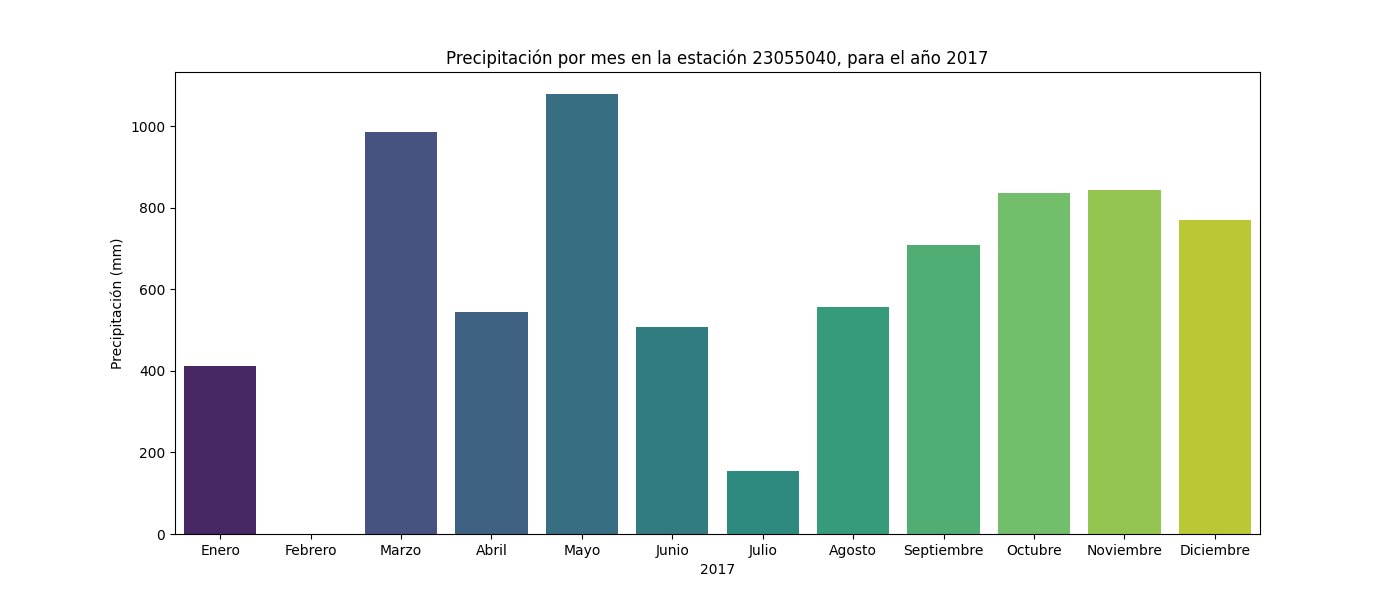 Precipitación por mes en la estación 23055040, para el año 2017
Precipitación (mm)
1000
800
600
400
200
0
Enero Febrero Marzo Abril Mayo Junio Julio Agosto Septiembre Octubre Noviembre Diciembre
2017